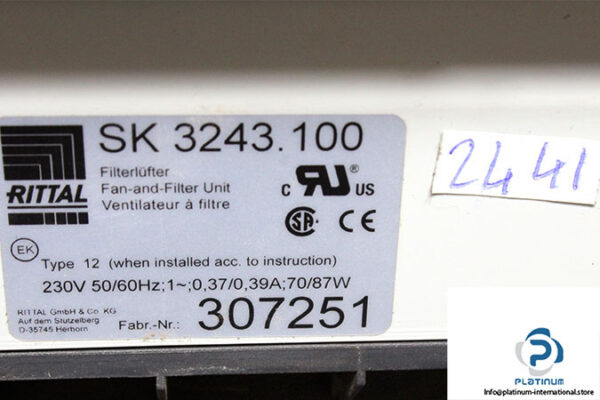 SK 3243.100
RITTAL
Filterlüfter
Fan-and-Filter Unit
Ventilateur à filtre
C RU US
SA CE
EK
Type 12 (when installed acc. to instruction)
230V 50/60Hz;1~;0,37/0,39A;70/87W
RITTAL GmbH & Co. KG
Auf dem Stutzelberg
D-35745 Herborn
Fabr.-Nr.: 307251
2441
PLATINUM
Info@platinum-international.store